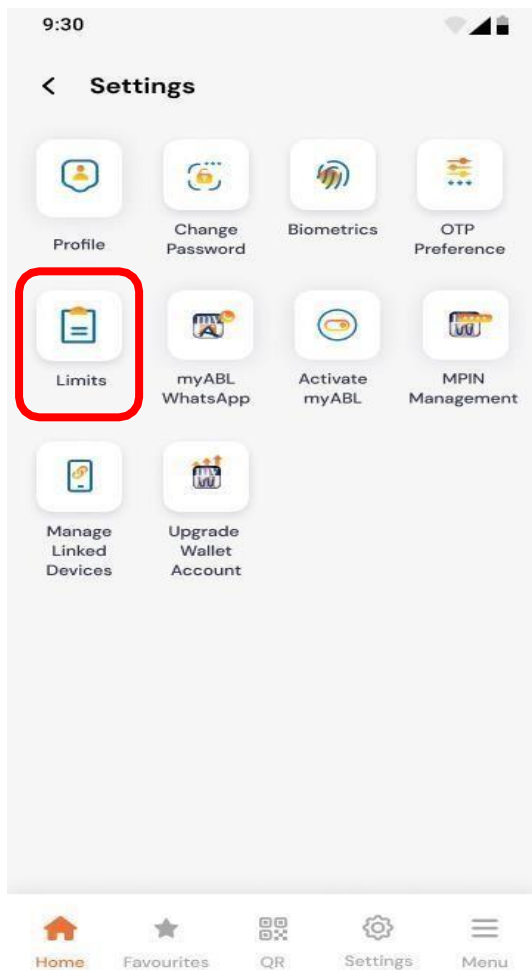 9:30
Settings
Profile
Change
Password
Biometrics
OTP
Preference
Limits
myABL
WhatsApp
Activate
myABL
MPIN
Management
Manage
Linked
Devices
Upgrade
Wallet
Account
Home
Favourites
QR
Settings
Menu